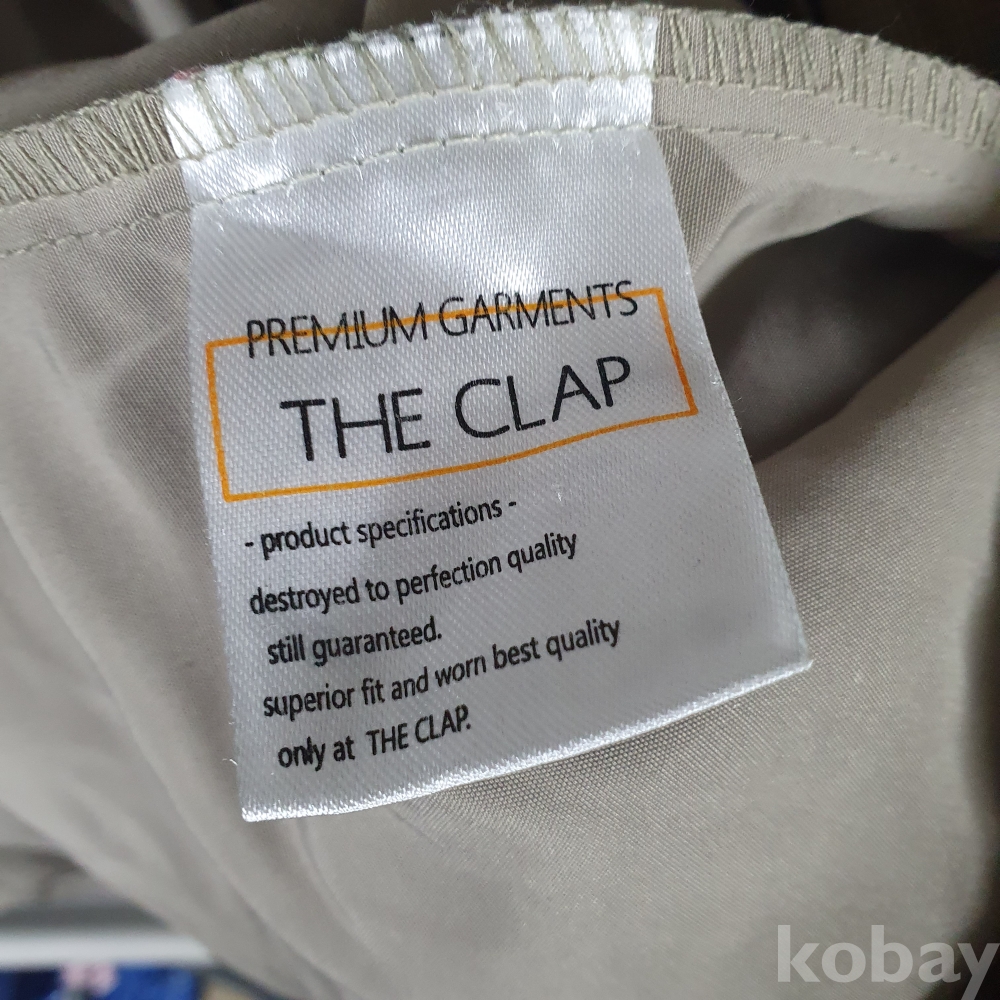 PREMIUM GARMENTS
THE CLAP
- product specifications -
destroyed to perfection quality
still guaranteed.
superior fit and worn best quality
only at THE CLAP.
kobay